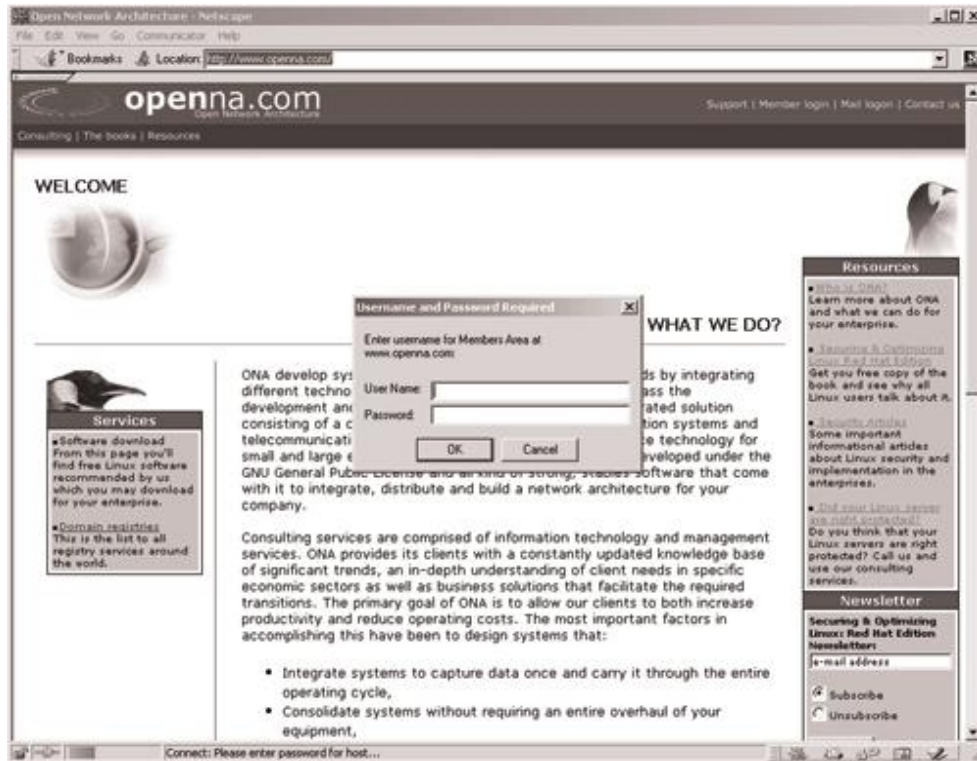 Open Network Architecture - Netscape
File Edit View Go Communicator Help
Bookmarks Location: http://www.openna.com/
openna.com
Open Network Architecture
Support | Member login | Mail logon | Contact us
Consulting | The books | Resources
WELCOME
WHAT WE DO?
Username and Password Required
Enter username for Members Area at
www.openna.com:
User Name:
Password:
OK Cancel
Services
Software download
From this page you'll
find free Linux software
recommended by us
which you may download
for your enterprise.
Domain registries
This is the list to all
registry services around
the world.
ONA develop sys ds by integrating
different techno ass the
development and rated solution
consisting of a c tion systems and
telecommunicati ce technology for
small and large e eveloped under the
GNU General Public License and all kind of strong, stables software that come
with it to integrate, distribute and build a network architecture for your
company.
Consulting services are comprised of information technology and management
services. ONA provides its clients with a constantly updated knowledge base
of significant trends, an in-depth understanding of client needs in specific
economic sectors as well as business solutions that facilitate the required
transitions. The primary goal of ONA is to allow our clients to both increase
productivity and reduce operating costs. The most important factors in
accomplishing this have been to design systems that:
Integrate systems to capture data once and carry it through the entire
operating cycle,
Consolidate systems without requiring an entire overhaul of your
equipment,
Resources
Who is ONA?
Learn more about ONA
and what we can do for
your enterprise.
Securing & Optimizing
Linux Red Hat Edition
Get you free copy of the
book and see why all
Linux users talk about it.
Security Articles
Some important
informational articles
about Linux security and
implementation in the
enterprises.
Did your Linux server
are right protected?
Do you think that your
Linux servers are right
protected? Call us and
use our consulting
services.
Newsletter
Securing & Optimizing
Linux: Red Hat Edition
Newsletter:
e-mail address
Subscribe
Unsubscribe
Connect: Please enter password for host...